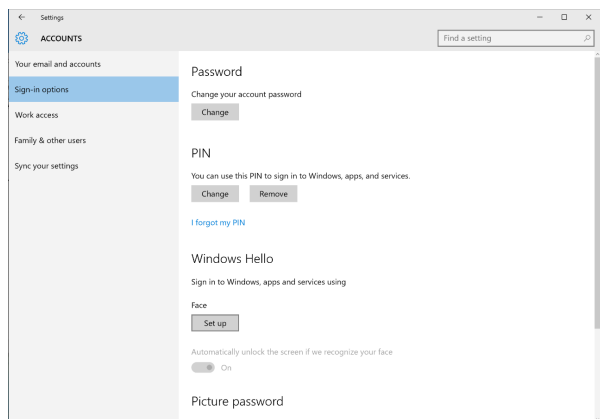 Settings
ACCOUNTS
Find a setting
Your email and accounts
Sign-in options
Work access
Family & other users
Sync your settings
Password
Change your account password
Change
PIN
You can use this PIN to sign in to Windows, apps, and services.
Change Remove
I forgot my PIN
Windows Hello
Sign in to Windows, apps and services using
Face
Set up
Automatically unlock the screen if we recognize your face
On
Picture password